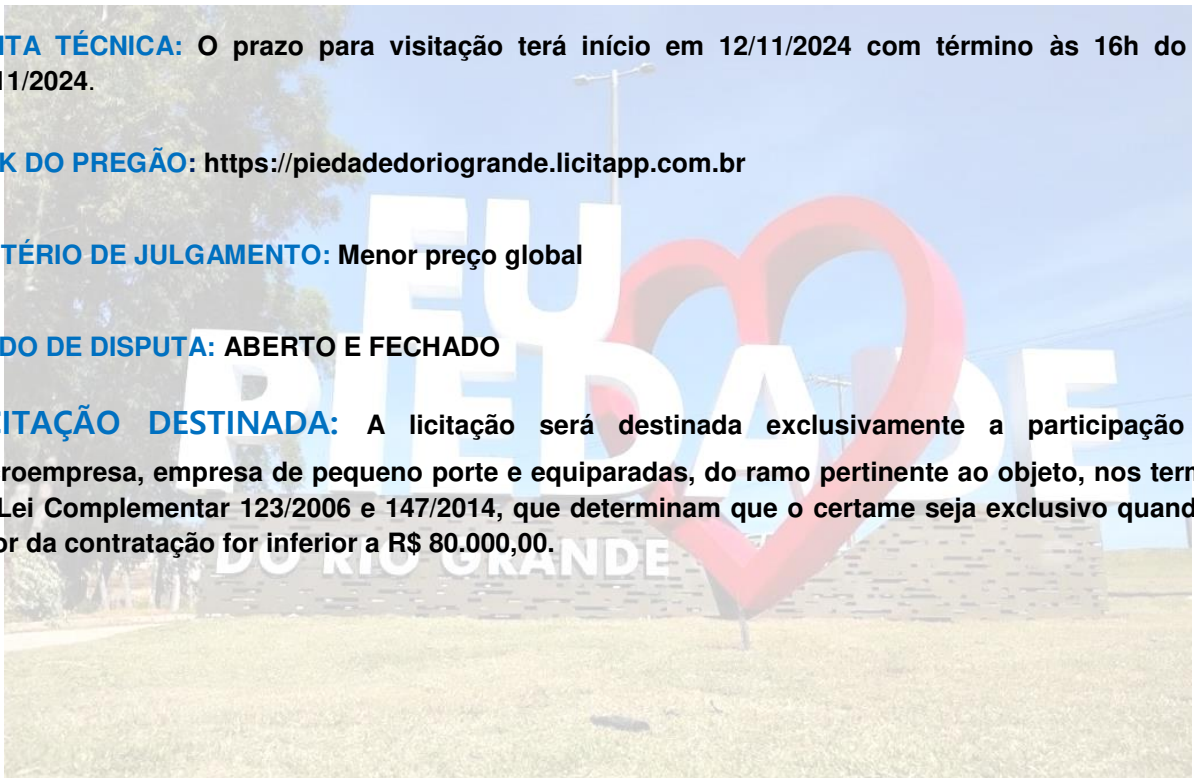 ITA TÉCNICA: O prazo para visitação terá início em 12/11/2024 com término às 16h do
11/2024.
K DO PREGÃO: https://piedadedoriogrande.licitapp.com.br
TÉRIO DE JULGAMENTO: Menor preço global
DO DE DISPUTA: ABERTO E FECHADO
CITAÇÃO DESTINADA: A licitação será destinada exclusivamente a participação
roempresa, empresa de pequeno porte e equiparadas, do ramo pertinente ao objeto, nos term
Lei Complementar 123/2006 e 147/2014, que determinam que o certame seja exclusivo quand
or da contratação for inferior a R$ 80.000,00.
EU
PIEDADE
DO RIO GRANDE